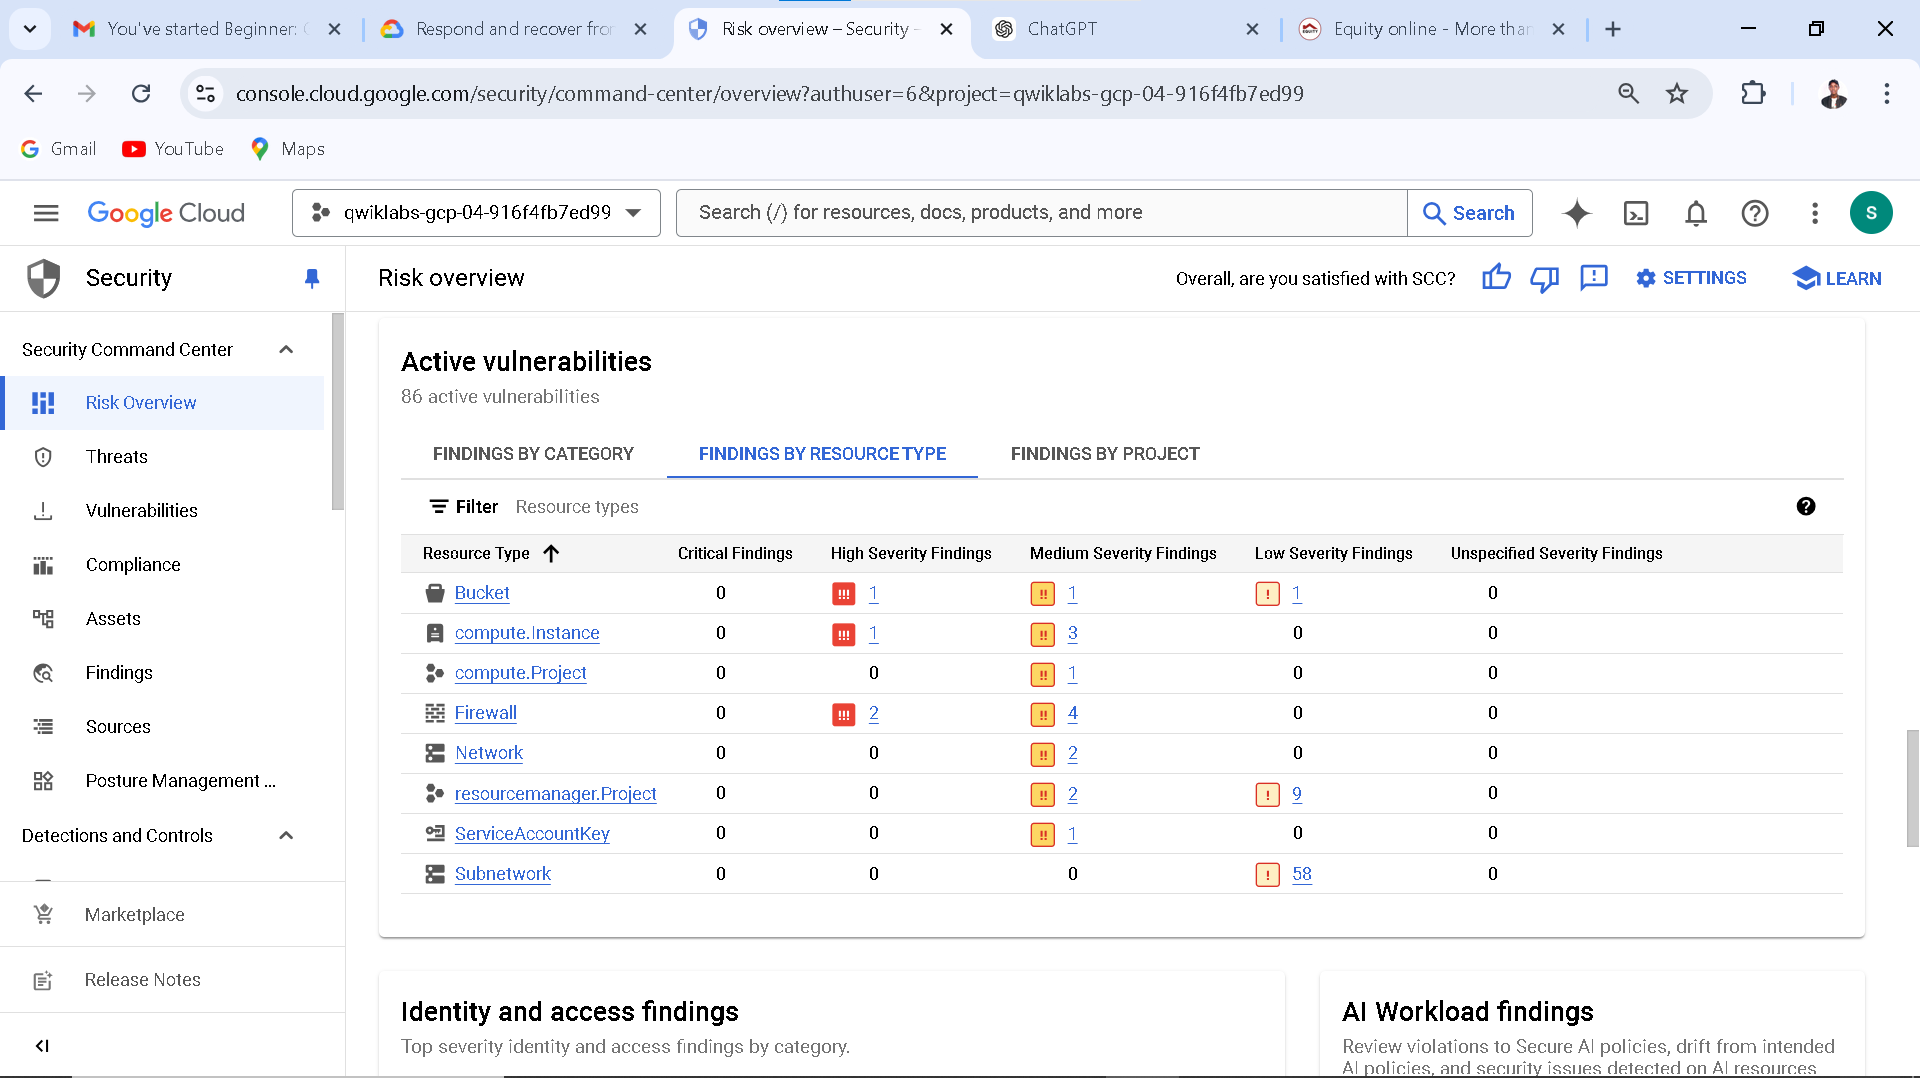 You've started Beginner:
Respond and recover fro
Risk overview – Security
ChatGPT
Equity online - More than
console.cloud.google.com/security/command-center/overview?authuser=6&project=qwiklabs-gcp-04-916f4fb7ed99
Gmail YouTube Maps
Google Cloud qwiklabs-gcp-04-916f4fb7ed99 Search (/) for resources, docs, products, and more Search S
Security
Risk overview Overall, are you satisfied with SCC? SETTINGS LEARN
Security Command Center
Risk Overview
Threats
Vulnerabilities
Compliance
Assets
Findings
Sources
Posture Management ...
Detections and Controls
Marketplace
Release Notes
Active vulnerabilities
86 active vulnerabilities
FINDINGS BY CATEGORY FINDINGS BY RESOURCE TYPE FINDINGS BY PROJECT
Filter Resource types
Resource Type Critical Findings High Severity Findings Medium Severity Findings Low Severity Findings Unspecified Severity Findings
Bucket 0 1 1 1 0
compute.Instance 0 1 3 0 0
compute.Project 0 0 1 0 0
Firewall 0 2 4 0 0
Network 0 0 2 0 0
resourcemanager.Project 0 0 2 9 0
ServiceAccountKey 0 0 1 0 0
Subnetwork 0 0 0 58 0
Identity and access findings
Top severity identity and access findings by category.
AI Workload findings
Review violations to Secure AI policies, drift from intended
AI policies, and security issues detected on AI resources